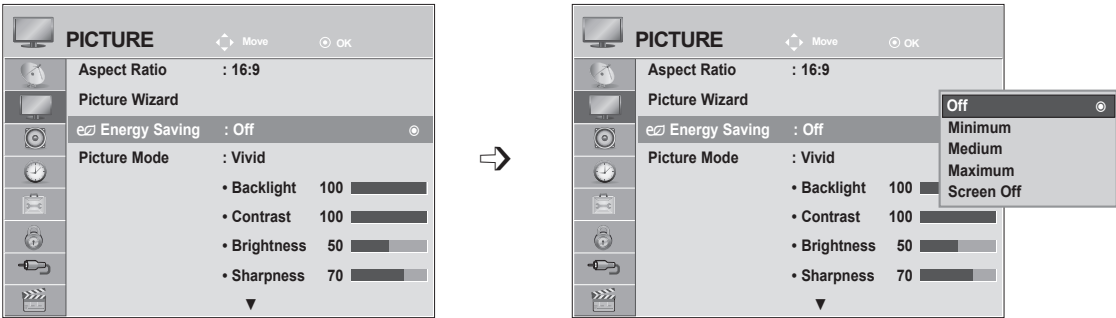 PICTURE Move OK
Aspect Ratio : 16:9
Picture Wizard
Energy Saving : Off
Picture Mode : Vivid
• Backlight 100
• Contrast 100
• Brightness 50
• Sharpness 70
▼
PICTURE Move OK
Aspect Ratio : 16:9
Picture Wizard
Energy Saving : Off
Picture Mode : Vivid
• Backlight 100
• Contrast 100
• Brightness 50
• Sharpness 70
▼
Off
Minimum
Medium
Maximum
Screen Off